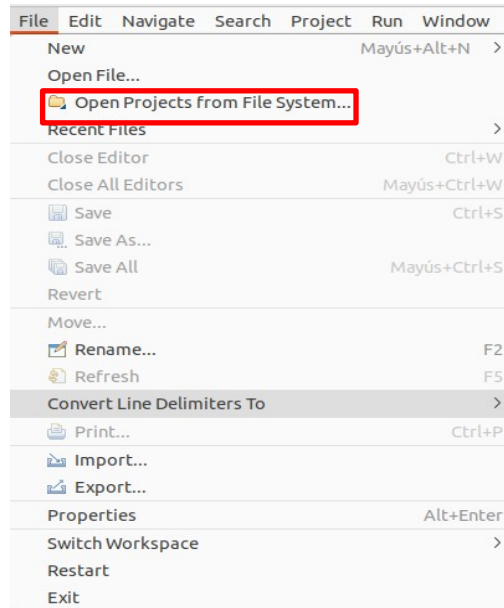 File Edit Navigate Search Project Run Window
New Mayús+Alt+N >
Open File...
Open Projects from File System...
Recent Files >
Close Editor Ctrl+W
Close All Editors Mayús+Ctrl+W
Save Ctrl+S
Save As...
Save All Mayús+Ctrl+S
Revert
Move...
Rename... F2
Refresh F5
Convert Line Delimiters To >
Print... Ctrl+P
Import...
Export...
Properties Alt+Enter
Switch Workspace >
Restart
Exit